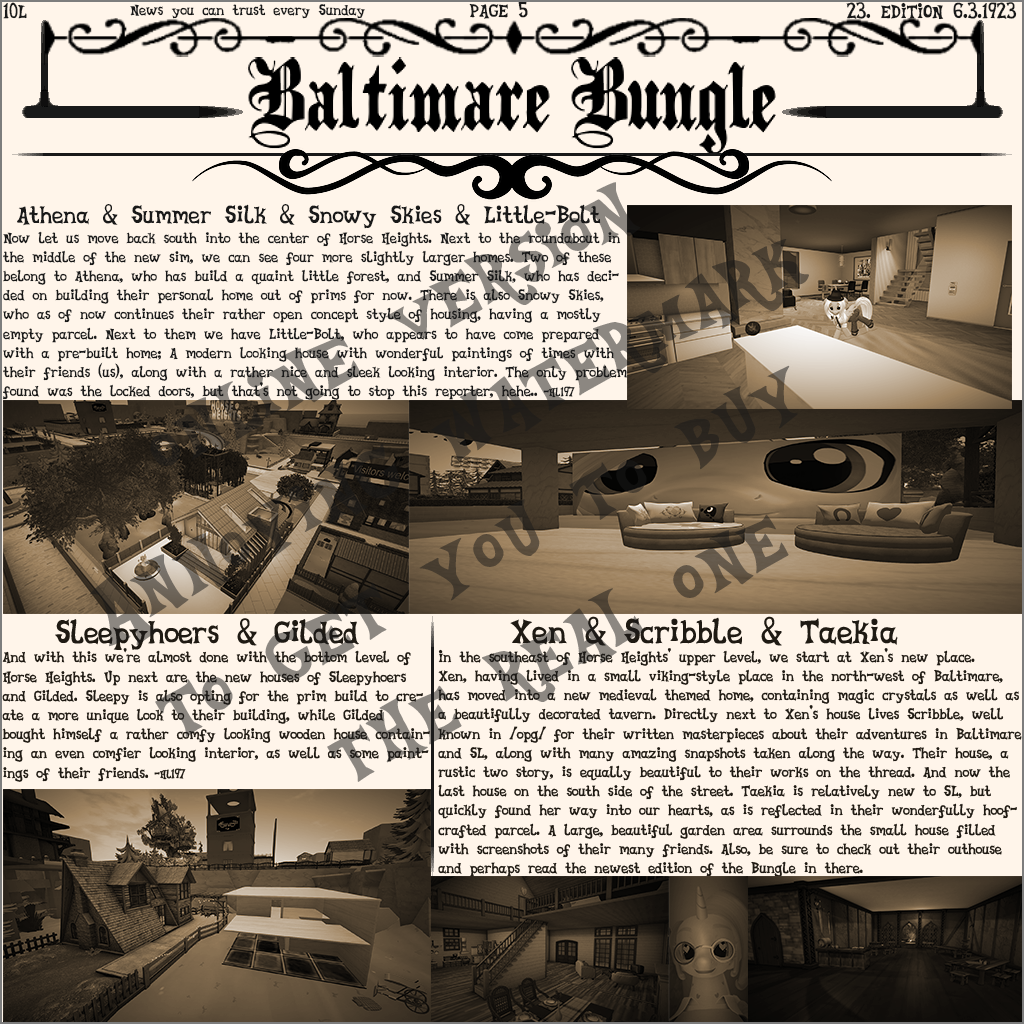 10L
News you can trust every Sunday
PAGE 5
23. EDITION 6.3.1923
Baltimare Bungle
Athena & Summer Silk & Snowy Skies & Little-Bolt
Now let us move back south into the center of Horse Heights. Next to the roundabout in
the middle of the new sim, we can see four more slightly larger homes. Two of these
belong to Athena, who has build a quaint little forest, and Summer Silk, who has deci-
ded on building their personal home out of prims for now. There is also Snowy Skies,
who as of now continues their rather open concept style of housing, having a mostly
empty parcel. Next to them we have Little-Bolt, who appears to have come prepared
with a pre-built home; A modern looking house with wonderful paintings of times with
their friends (us), along with a rather nice and sleek looking interior. The only problem
found was the locked doors, but that's not going to stop this reporter, hehe.. -HL197
Visitors welc
Sleepyhoers & Gilded
And with this we're almost done with the bottom level of
Horse Heights. Up next are the new houses of Sleepyhoers
and Gilded. Sleepy is also opting for the prim build to cre-
ate a more unique look to their building, while Gilded
bought himself a rather comfy looking wooden house contain-
ing an even comfier looking interior, as well as some paint-
ings of their friends. -HL197
Xen & Scribble & Taekia
In the southeast of Horse Heights' upper level, we start at Xen's new place.
Xen, having lived in a small viking-style place in the north-west of Baltimare,
has moved into a new medieval themed home, containing magic crystals as well as
a beautifully decorated tavern. Directly next to Xen's house lives Scribble, well
known in /opg/ for their written masterpieces about their adventures in Baltimare
and SL, along with many amazing snapshots taken along the way. Their house, a
rustic two story, is equally beautiful to their works on the thread. And now the
last house on the south side of the street. Taekia is relatively new to SL, but
quickly found her way into our hearts, as is reflected in their wonderfully hoof-
crafted parcel. A large, beautiful garden area surrounds the small house filled
with screenshots of their many friends. Also, be sure to check out their outhouse
and perhaps read the newest edition of the Bungle in there.
ONLINE VERSION
ANNOYING WATERMARK
TO GET YOU TO BUY
THE REAL ONE